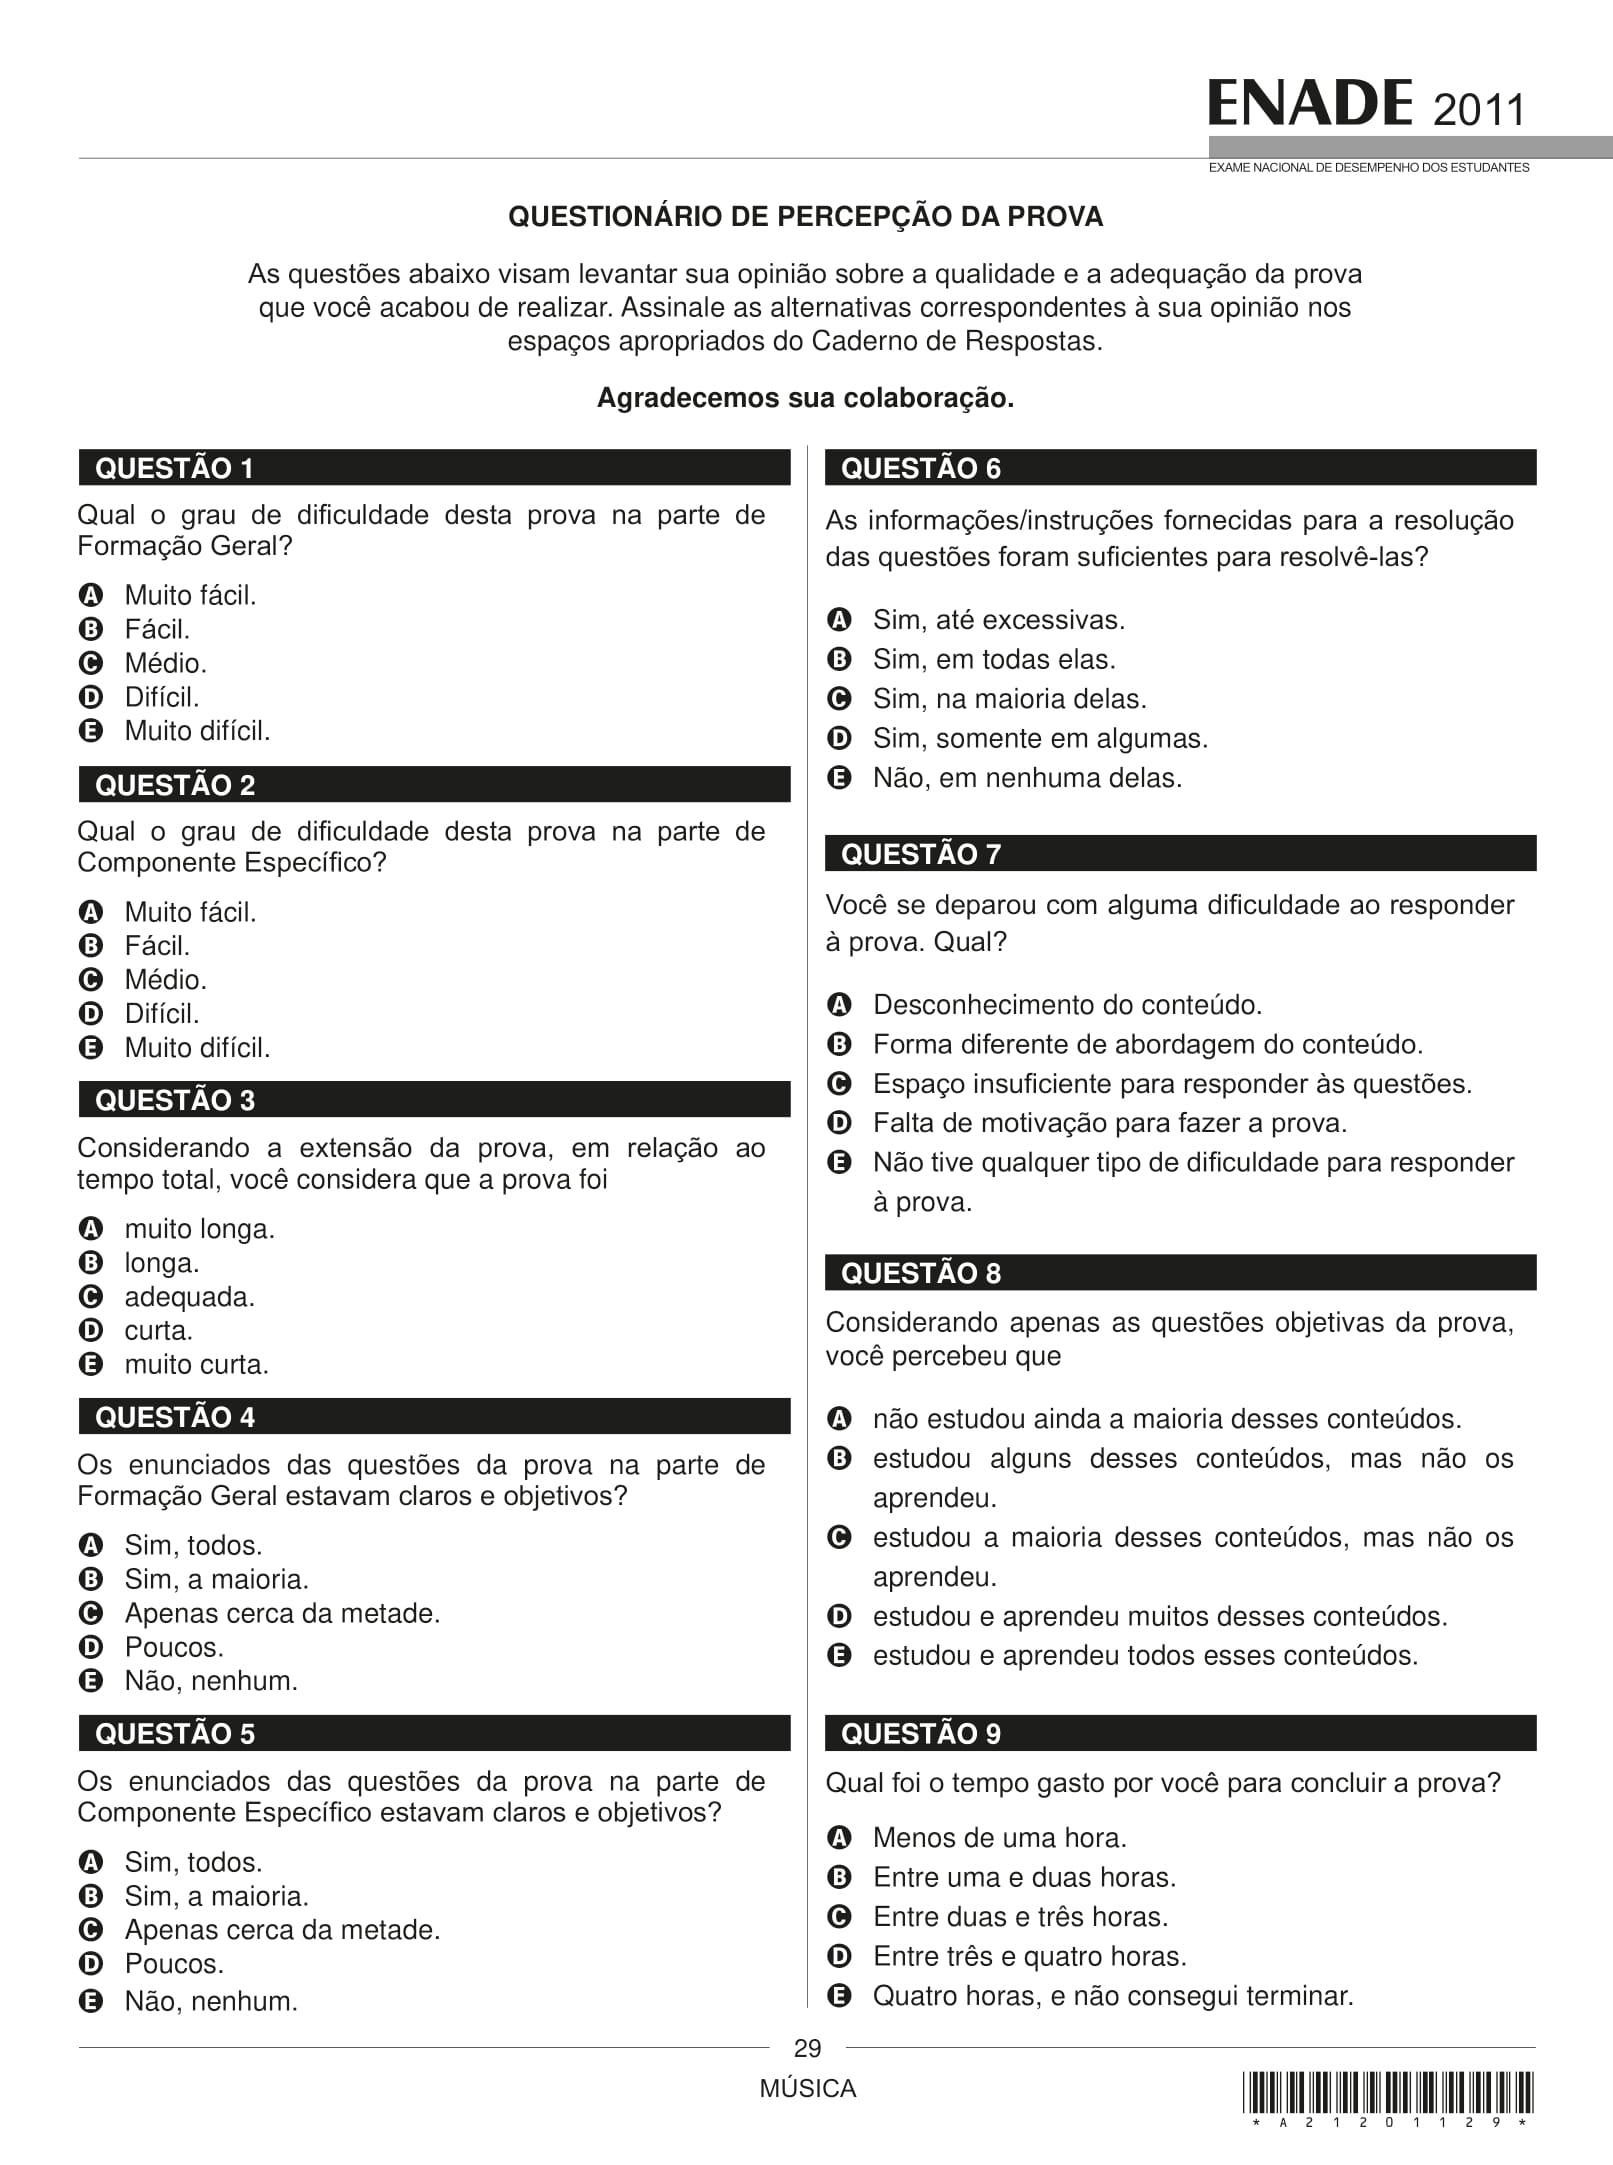 ENADE 2011
EXAME NACIONAL DE DESEMPENHO DOS ESTUDANTES
QUESTIONÁRIO DE PERCEPÇÃO DA PROVA
As questões abaixo visam levantar sua opinião sobre a qualidade e a adequação da prova
que você acabou de realizar. Assinale as alternativas correspondentes à sua opinião nos
espaços apropriados do Caderno de Respostas.
Agradecemos sua colaboração.
QUESTÃO 1
Qual o grau de dificuldade desta prova na parte de
Formação Geral?
A Muito fácil.
B Fácil.
C Médio.
D Difícil.
E Muito difícil.
QUESTÃO 2
Qual o grau de dificuldade desta prova na parte de
Componente Específico?
A Muito fácil.
B Fácil.
C Médio.
D Difícil.
E Muito difícil.
QUESTÃO 3
Considerando a extensão da prova, em relação ao
tempo total, você considera que a prova foi
A muito longa.
B longa.
C adequada.
D curta.
E muito curta.
QUESTÃO 4
Os enunciados das questões da prova na parte de
Formação Geral estavam claros e objetivos?
A Sim, todos.
B Sim, a maioria.
C Apenas cerca da metade.
D Poucos.
E Não, nenhum.
QUESTÃO 5
Os enunciados das questões da prova na parte de
Componente Específico estavam claros e objetivos?
A Sim, todos.
B Sim, a maioria.
C Apenas cerca da metade.
D Poucos.
E Não, nenhum.
QUESTÃO 6
As informações/instruções fornecidas para a resolução
das questões foram suficientes para resolvê-las?
A Sim, até excessivas.
B Sim, em todas elas.
C Sim, na maioria delas.
D Sim, somente em algumas.
E Não, em nenhuma delas.
QUESTÃO 7
Você se deparou com alguma dificuldade ao responder
à prova. Qual?
A Desconhecimento do conteúdo.
B Forma diferente de abordagem do conteúdo.
C Espaço insuficiente para responder às questões.
D Falta de motivação para fazer a prova.
E Não tive qualquer tipo de dificuldade para responder
à prova.
QUESTÃO 8
Considerando apenas as questões objetivas da prova,
você percebeu que
A não estudou ainda a maioria desses conteúdos.
B estudou alguns desses conteúdos, mas não os
aprendeu.
C estudou a maioria desses conteúdos, mas não os
aprendeu.
D estudou e aprendeu muitos desses conteúdos.
E estudou e aprendeu todos esses conteúdos.
QUESTÃO 9
Qual foi o tempo gasto por você para concluir a prova?
A Menos de uma hora.
B Entre uma e duas horas.
C Entre duas e três horas.
D Entre três e quatro horas.
E Quatro horas, e não consegui terminar.
29
MÚSICA
*A21201129*